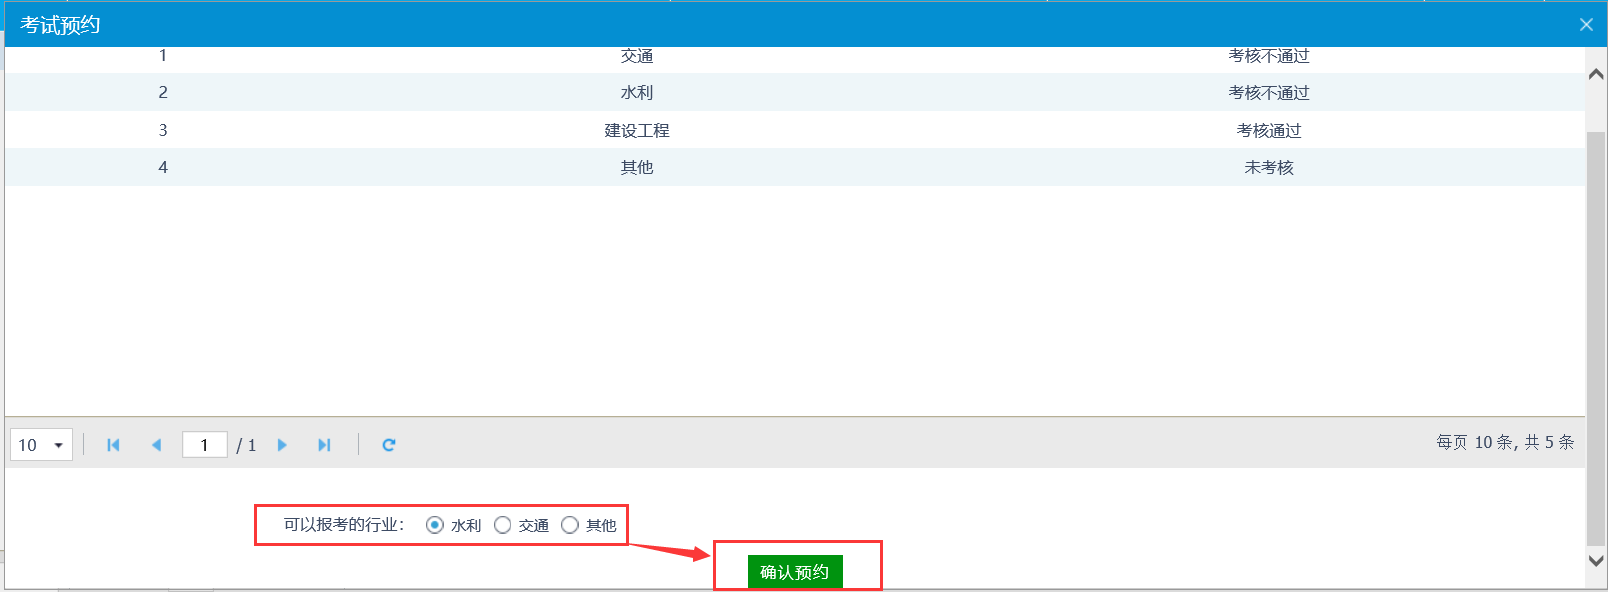 考试预约
1 交通 考核不通过
2 水利 考核不通过
3 建设工程 考核通过
4 其他 未考核
10 1 / 1 每页 10 条, 共 5 条
可以报考的行业: 水利 交通 其他
确认预约